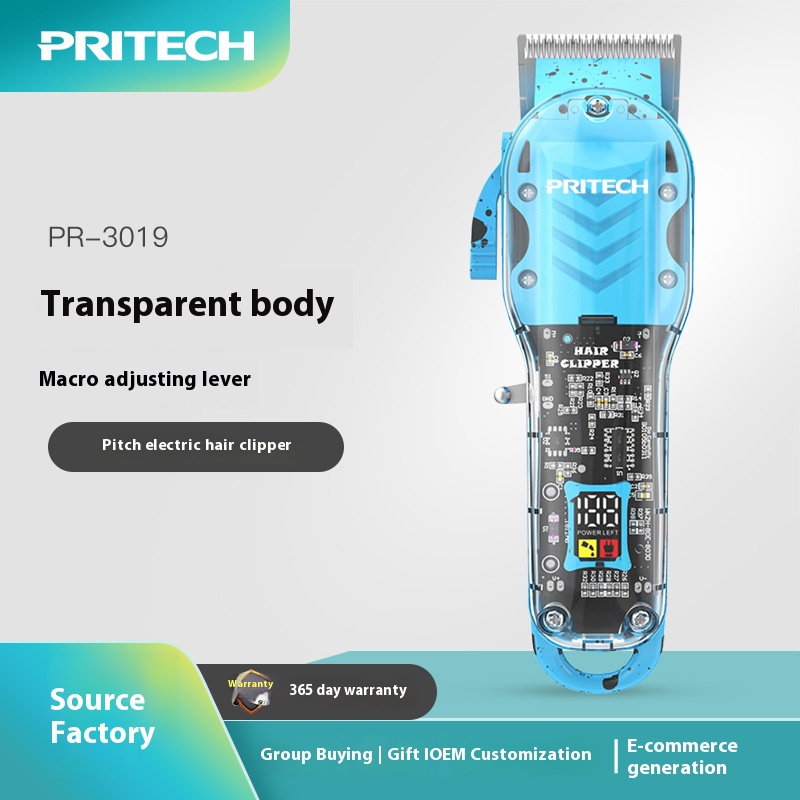 PRITECH
PR-3019
Transparent body
Macro adjusting lever
Pitch electric hair clipper
PRITECH
HAIR
CLIPPER
188
POWER LEFT
Source
Factory
Warranty
365 day warranty
Group Buying | Gift IOEM Customization
E-commerce
generation